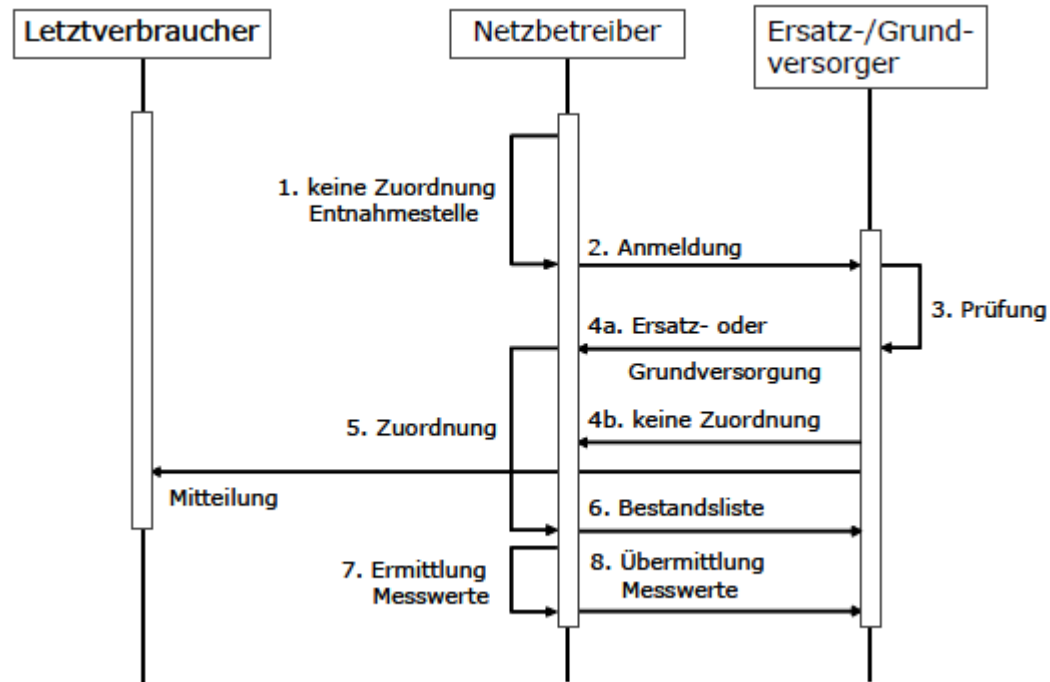 Letztverbraucher
Netzbetreiber
Ersatz-/Grund-
versorger
1. keine Zuordnung
Entnahmestelle
2. Anmeldung
3. Prüfung
4a. Ersatz- oder
Grundversorgung
5. Zuordnung
4b. keine Zuordnung
Mitteilung
6. Bestandsliste
7. Ermittlung
Messwerte
8. Übermittlung
Messwerte